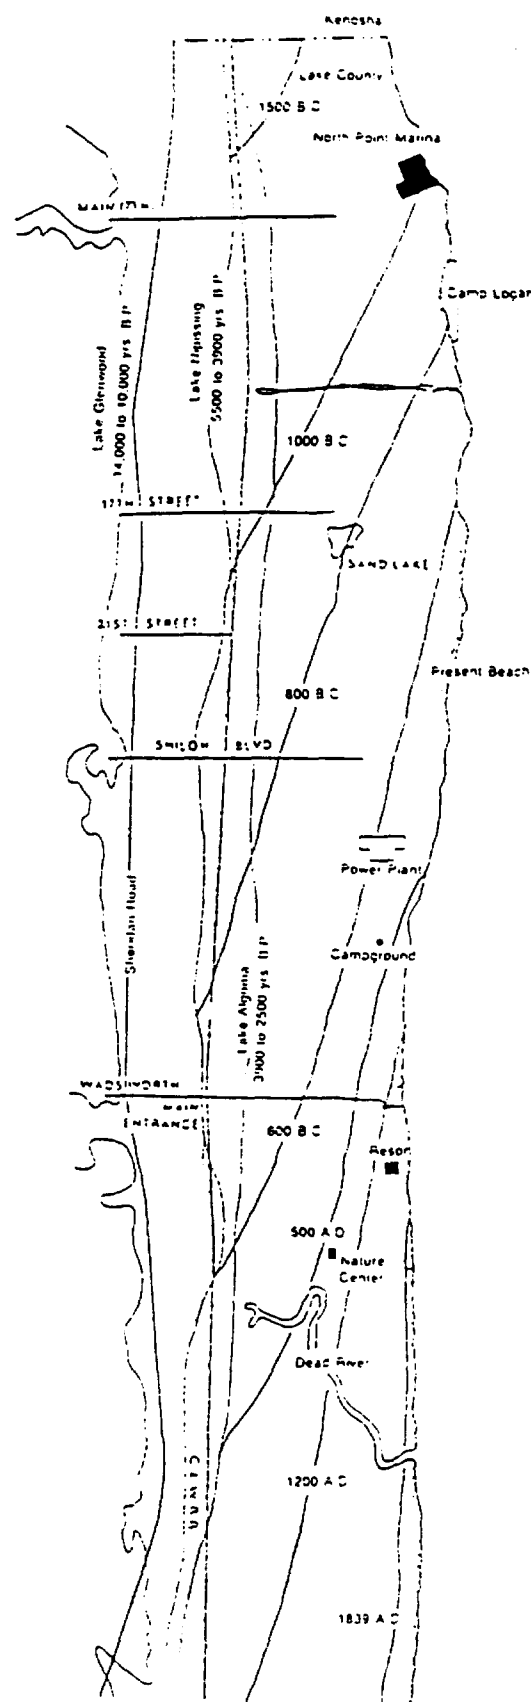 Kenosha
Lake County
1500 B C
North Point Marina
MAIN 173
Camp Logan
Lake Glenwood
14,000 to 10,000 yrs. B P
Lake Nipissing
5500 to 3900 yrs. B P
1000 B C
17TH STREET
SAND LAKE
21ST STREET
Present Beach
800 B C
SHILOH BLVD
Power Plant
Sheridan Road
Campground
Lake Algoma
3900 to 2500 yrs. B P
WADSWORTH
MAIN
ENTRANCE
600 B C
Resort
500 A D
Nature
Center
Dead River
1200 A D
1839 A D